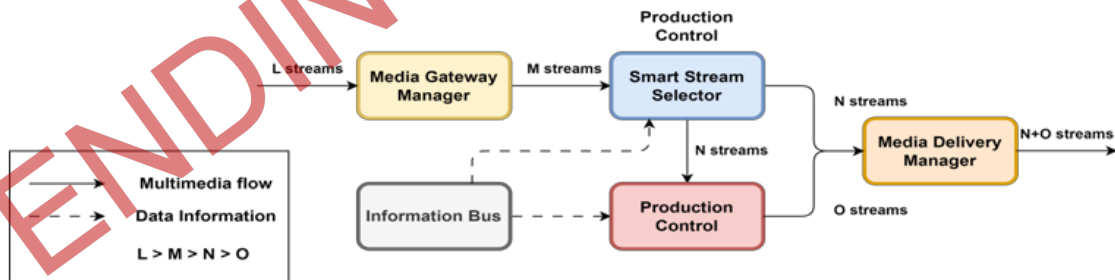 Production
Control
L streams
Media Gateway
Manager
M streams
Smart Stream
Selector
N streams
Media Delivery
Manager
N+O streams
N streams
Multimedia flow
Data Information
L > M > N > O
Information Bus
Production
Control
O streams
ENDIN